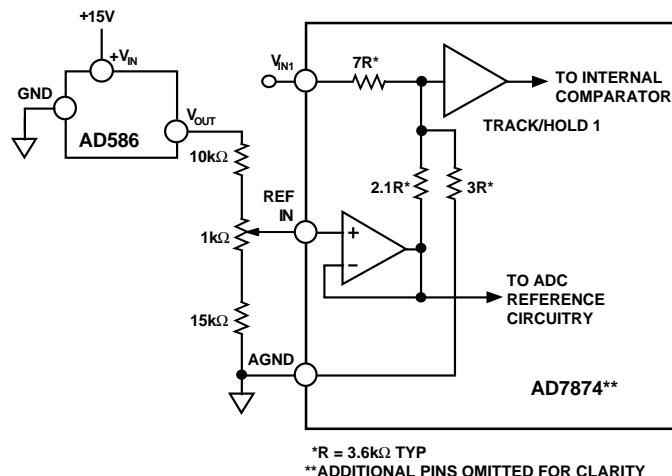 +15V
+VIN
GND
VOUT
AD586
10kΩ
REF
IN
1kΩ
15kΩ
AGND
VIN1
7R*
TO INTERNAL
COMPARATOR
TRACK/HOLD 1
2.1R*
3R*
+
–
TO ADC
REFERENCE
CIRCUITRY
AD7874**
*R = 3.6kΩ TYP
**ADDITIONAL PINS OMITTED FOR CLARITY